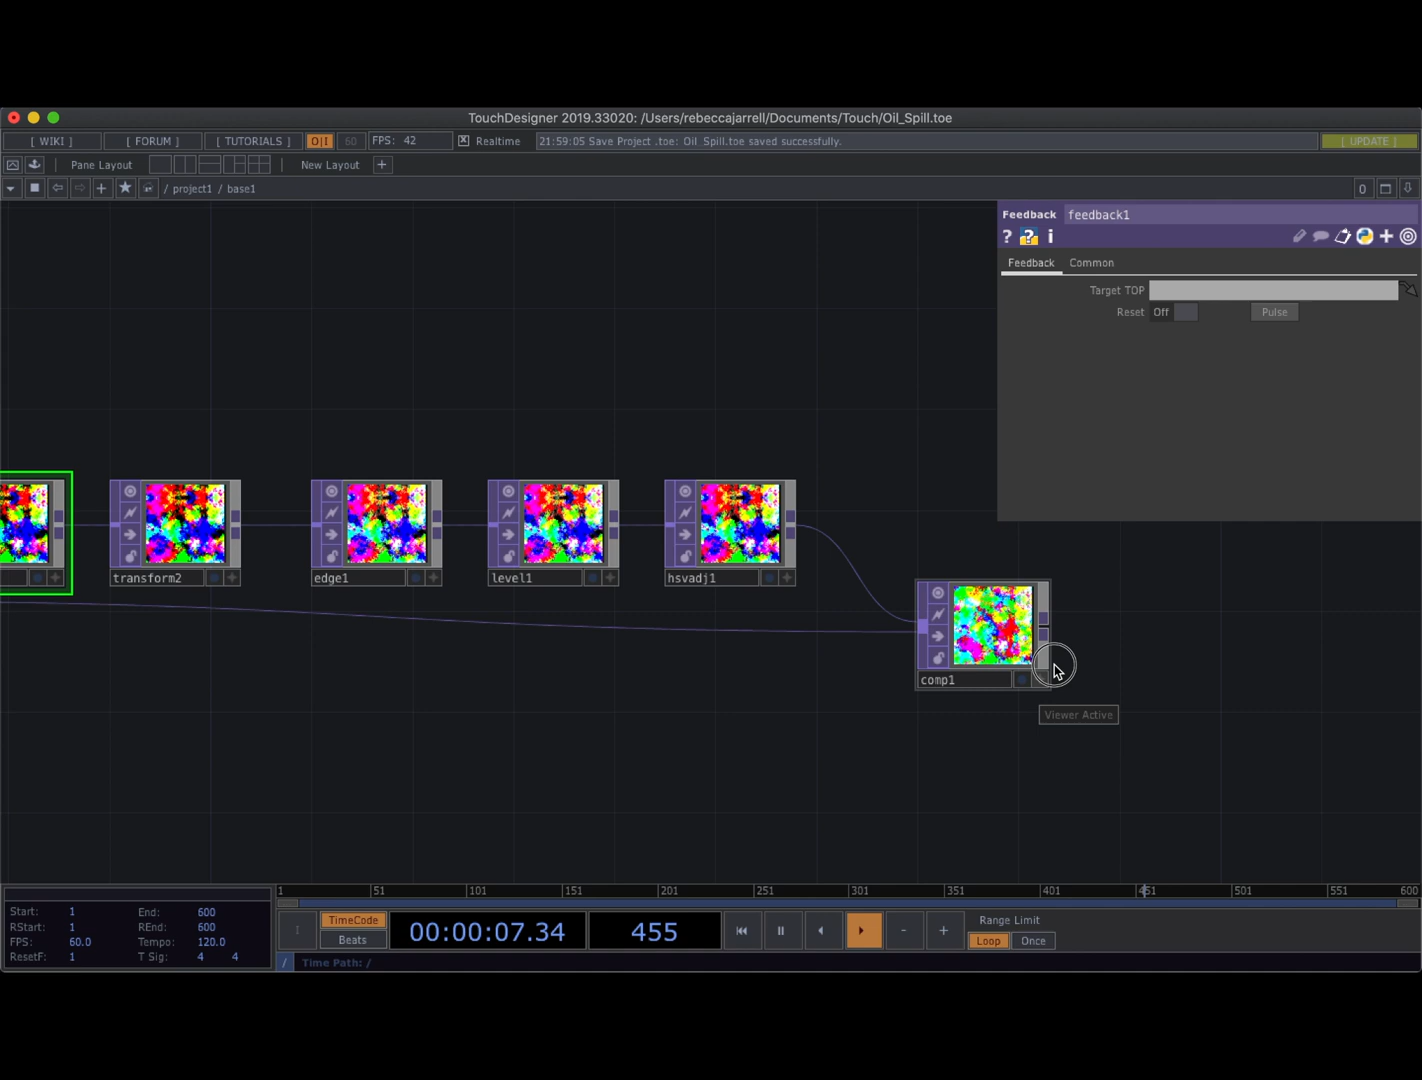 TouchDesigner 2019.33020: /Users/rebeccajarrell/Documents/Touch/Oil_Spill.toe
[ WIKI ] [ FORUM ] [ TUTORIALS ] O|I 60 FPS: 42 Realtime 21:59:05 Save Project .toe: Oil_Spill.toe saved successfully. [ UPDATE ]
Pane Layout New Layout +
/ project1 / base1 0
Feedback feedback1
? ? i
Feedback Common
Target TOP
Reset Off Pulse
transform2 edge1 level1 hsvadj1
comp1
Viewer Active
1 51 101 151 201 251 301 351 401 451 501 551 600
Start: 1 End: 600
RStart: 1 REnd: 600
FPS: 60.0 Tempo: 120.0
ResetF: 1 T Sig: 4 4
TimeCode
Beats
00:00:07.34 455 - +
Range Limit
Loop Once
/ Time Path: /